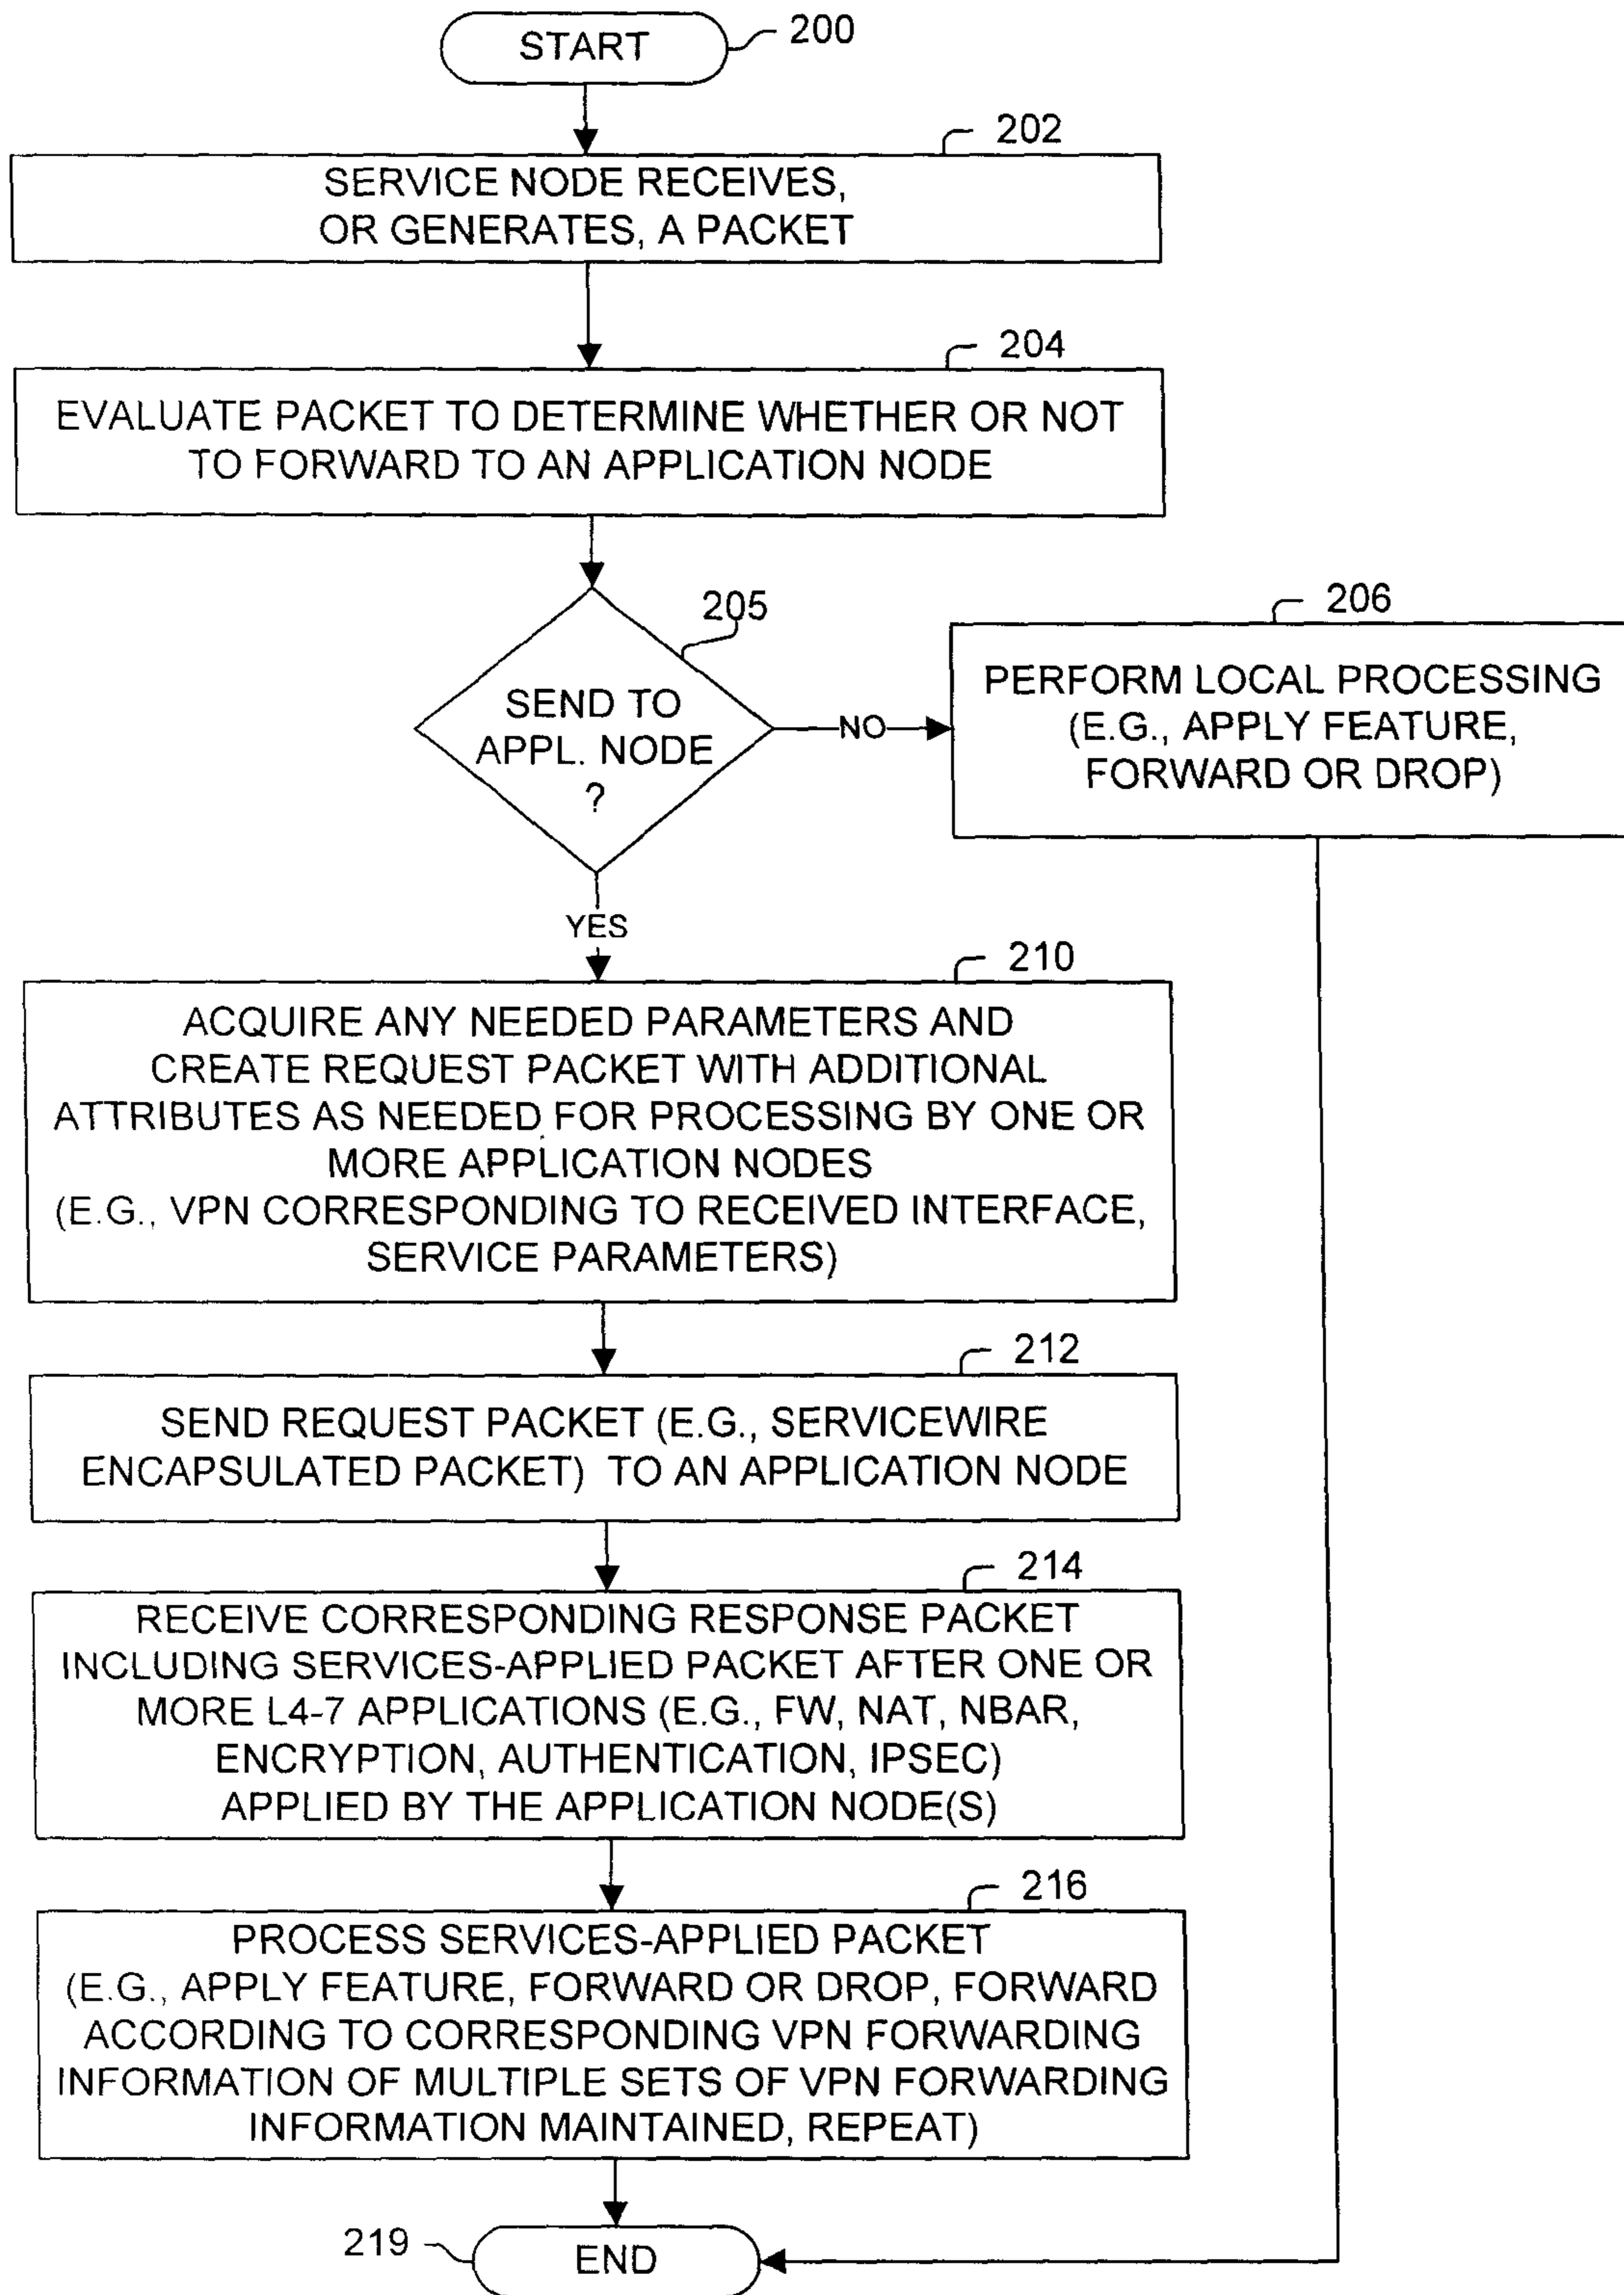 START
200
202
SERVICE NODE RECEIVES,
OR GENERATES, A PACKET
204
EVALUATE PACKET TO DETERMINE WHETHER OR NOT
TO FORWARD TO AN APPLICATION NODE
205
SEND TO
APPL. NODE
?
NO
206
PERFORM LOCAL PROCESSING
(E.G., APPLY FEATURE,
FORWARD OR DROP)
YES
210
ACQUIRE ANY NEEDED PARAMETERS AND
CREATE REQUEST PACKET WITH ADDITIONAL
ATTRIBUTES AS NEEDED FOR PROCESSING BY ONE OR
MORE APPLICATION NODES
(E.G., VPN CORRESPONDING TO RECEIVED INTERFACE,
SERVICE PARAMETERS)
212
SEND REQUEST PACKET (E.G., SERVICEWIRE
ENCAPSULATED PACKET) TO AN APPLICATION NODE
214
RECEIVE CORRESPONDING RESPONSE PACKET
INCLUDING SERVICES-APPLIED PACKET AFTER ONE OR
MORE L4-7 APPLICATIONS (E.G., FW, NAT, NBAR,
ENCRYPTION, AUTHENTICATION, IPSEC)
APPLIED BY THE APPLICATION NODE(S)
216
PROCESS SERVICES-APPLIED PACKET
(E.G., APPLY FEATURE, FORWARD OR DROP, FORWARD
ACCORDING TO CORRESPONDING VPN FORWARDING
INFORMATION OF MULTIPLE SETS OF VPN FORWARDING
INFORMATION MAINTAINED, REPEAT)
219
END